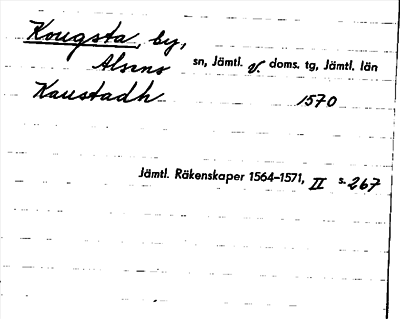 Kougsta, by,
Alsens sn, Jämtl. v. doms. tg, Jämtl. län
Kaustadh 1570
Jämtl. Räkenskaper 1564-1571, II s. 267